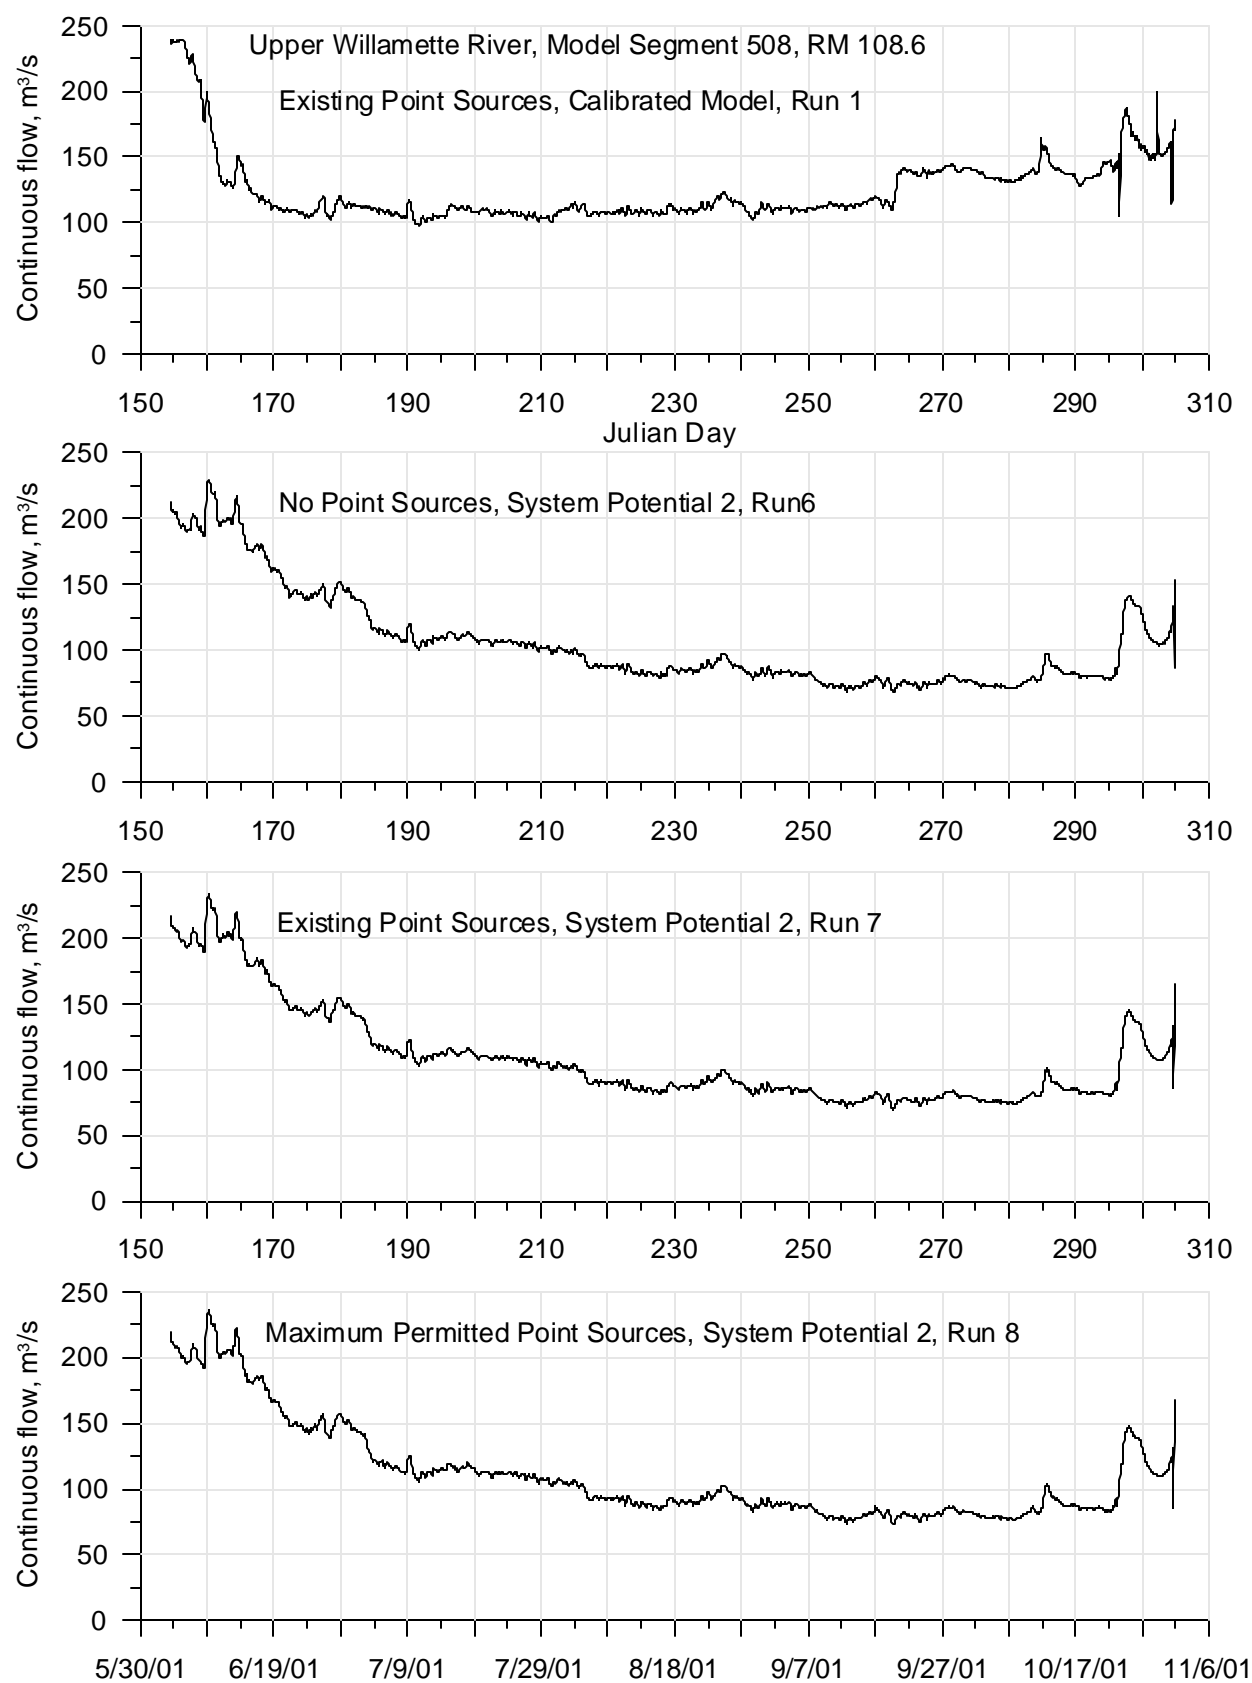 250
Upper Willamette River, Model Segment 508, RM 108.6
200
Existing Point Sources, Calibrated Model, Run 1
150
100
50
0
Continuous flow, m³/s
150 170 190 210 230 250 270 290 310
Julian Day
250
No Point Sources, System Potential 2, Run6
200
150
100
50
0
Continuous flow, m³/s
150 170 190 210 230 250 270 290 310
250
Existing Point Sources, System Potential 2, Run 7
200
150
100
50
0
Continuous flow, m³/s
150 170 190 210 230 250 270 290 310
250
Maximum Permitted Point Sources, System Potential 2, Run 8
200
150
100
50
0
Continuous flow, m³/s
5/30/01 6/19/01 7/9/01 7/29/01 8/18/01 9/7/01 9/27/01 10/17/01 11/6/01